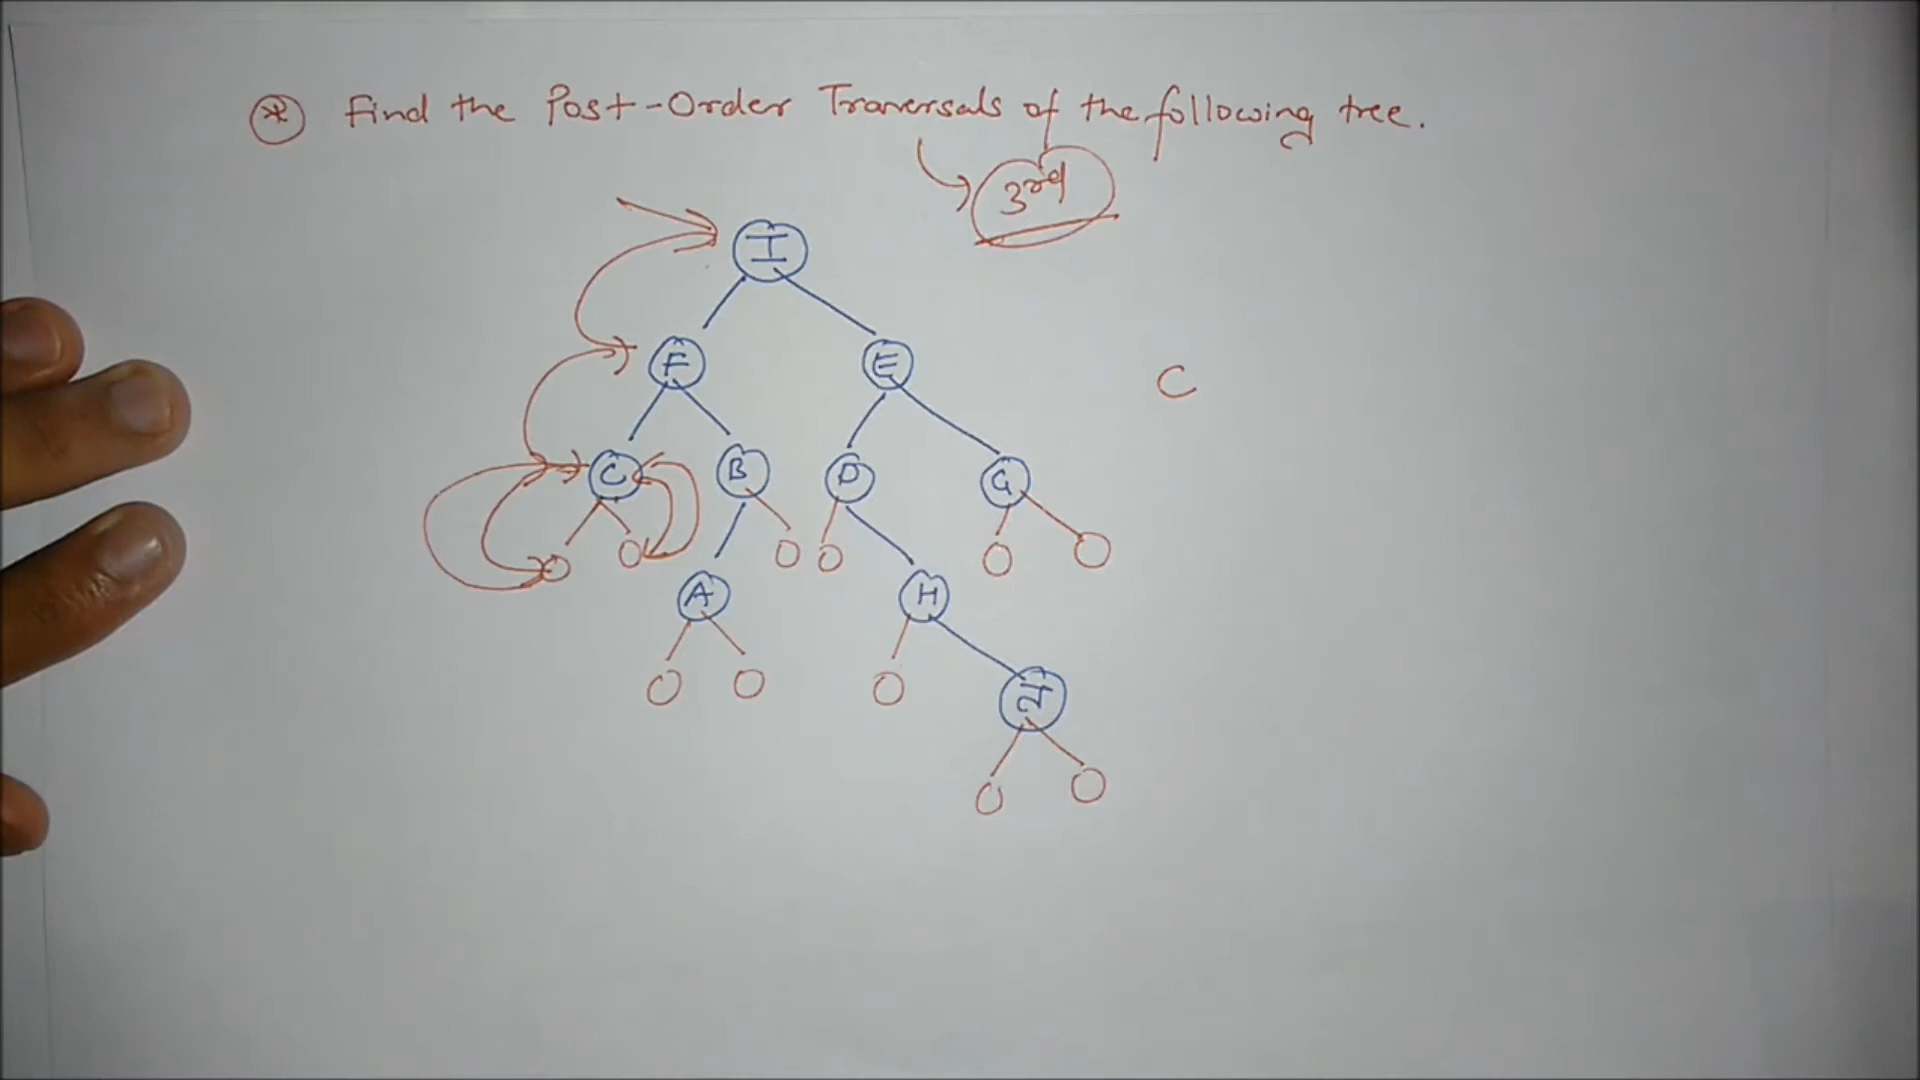 * Find the Post-Order Traversals of the following tree.
3rd
I
F E
C
C B D G
A H
J